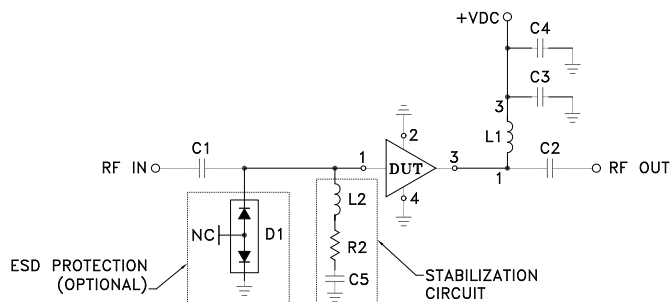 +VDC
C4
C3
3
L1
2
C1
1
DUT
3
C2
RF IN
RF OUT
1
4
L2
NC
D1
R2
C5
ESD PROTECTION
(OPTIONAL)
STABILIZATION
CIRCUIT